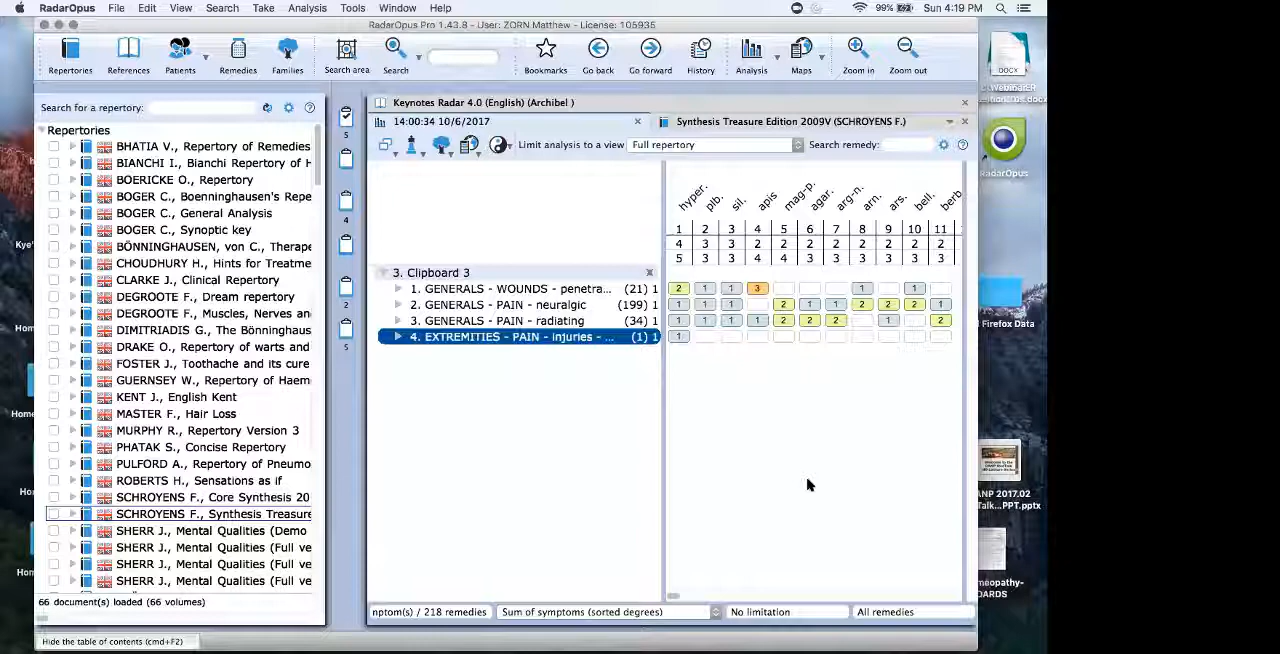 RadarOpus File Edit View Search Take Analysis Tools Window Help 99% Sun 4:19 PM
RadarOpus Pro 1.43.8 - User: ZORN Matthew - License: 105935
Repertories References Patients Remedies Families Search area Search Bookmarks Go back Go forward History Analysis Maps Zoom in Zoom out
Search for a repertory:
Repertories
BHATIA V., Repertory of Remedies
BIANCHI I., Bianchi Repertory of H
BOERICKE O., Repertory
BOGER C., Boenninghausen's Repe
BOGER C., General Analysis
BOGER C., Synoptic key
BÖNNINGHAUSEN, von C., Therape
CHOUDHURY H., Hints for Treatme
CLARKE J., Clinical Repertory
DEGROOTE F., Dream repertory
DEGROOTE F., Muscles, Nerves an
DIMITRIADIS G., The Bönninghaus
DRAKE O., Repertory of warts and
FOSTER J., Toothache and its cure
GUERNSEY W., Repertory of Haem
KENT J., English Kent
MASTER F., Hair Loss
MURPHY R., Repertory Version 3
PHATAK S., Concise Repertory
PULFORD A., Repertory of Pneumo
ROBERTS H., Sensations as if
SCHROYENS F., Core Synthesis 20
SCHROYENS F., Synthesis Treasure
SHERR J., Mental Qualities (Demo
SHERR J., Mental Qualities (Full ve
SHERR J., Mental Qualities (Full ve
SHERR J., Mental Qualities (Full ve
66 document(s) loaded (66 volumes)
Hide the table of contents (cmd+F2)
5
4
2
5
Keynotes Radar 4.0 (English) (Archibel )
14:00:34 10/6/2017 Synthesis Treasure Edition 2009V (SCHROYENS F.)
Limit analysis to a view Full repertory Search remedy:
hyper. plb. sil. apis mag-p. agar. arg-n. arn. ars. bell. berb
1 2 3 4 5 6 7 8 9 10 11
4 3 3 2 2 2 2 2 2 2 2
5 3 3 4 4 3 3 3 3 3 3
3. Clipboard 3
1. GENERALS - WOUNDS - penetra... (21) 1 2 1 1 3 1 1
2. GENERALS - PAIN - neuralgic (199) 1 1 1 1 2 1 1 2 2 2 1
3. GENERALS - PAIN - radiating (34) 1 1 1 1 1 2 2 2 1 2
4. EXTREMITIES - PAIN - injuries - ... (1) 1 1
nptom(s) / 218 remedies Sum of symptoms (sorted degrees) No limitation All remedies
DOCX
RadarOpus
Firefox Data
ANP 2017.02
Talk...PPT.pptx
neopathy-
OARDS